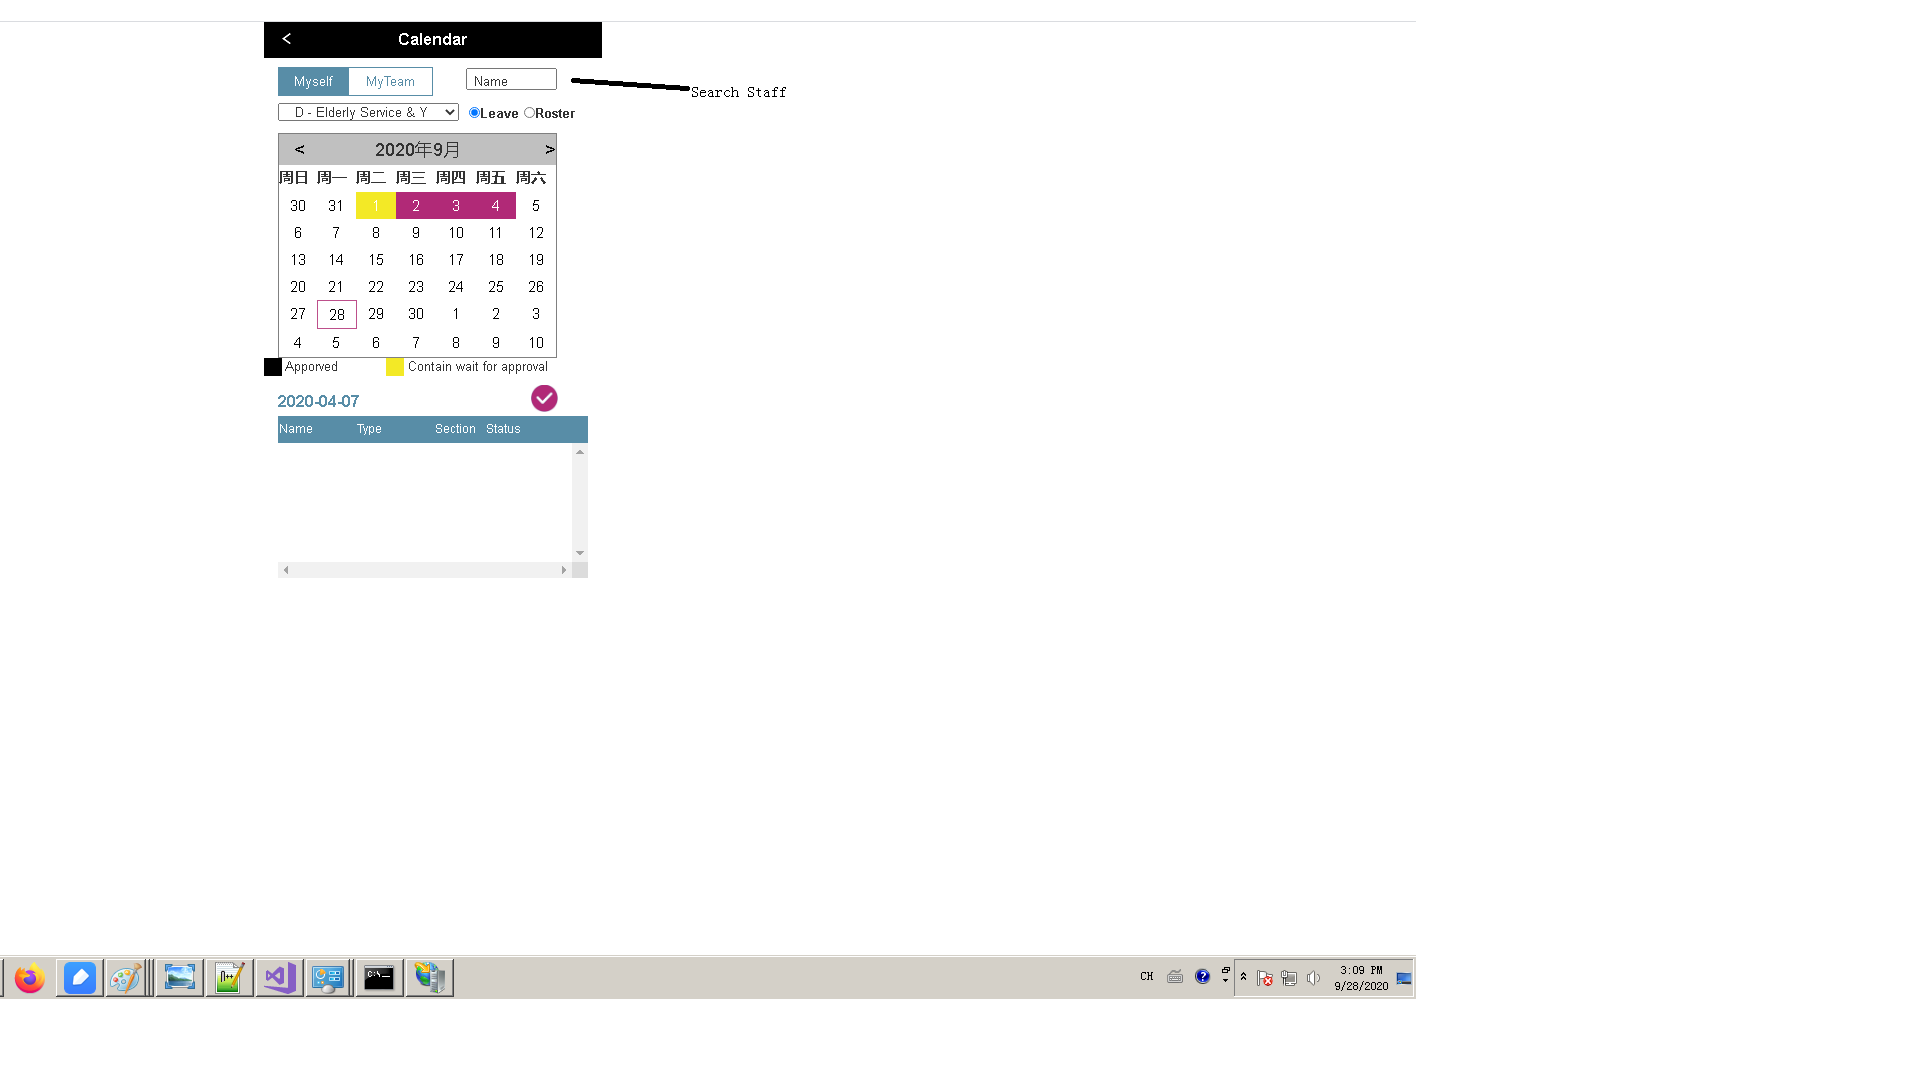 < Calendar
Myself MyTeam Name
Search Staff
D - Elderly Service & Y Leave Roster
< 2020年9月 >
周日 周一 周二 周三 周四 周五 周六
30 31 1 2 3 4 5
6 7 8 9 10 11 12
13 14 15 16 17 18 19
20 21 22 23 24 25 26
27 28 29 30 1 2 3
4 5 6 7 8 9 10
Apporved Contain wait for approval
2020-04-07
Name Type Section Status
CH 3:09 PM
9/28/2020